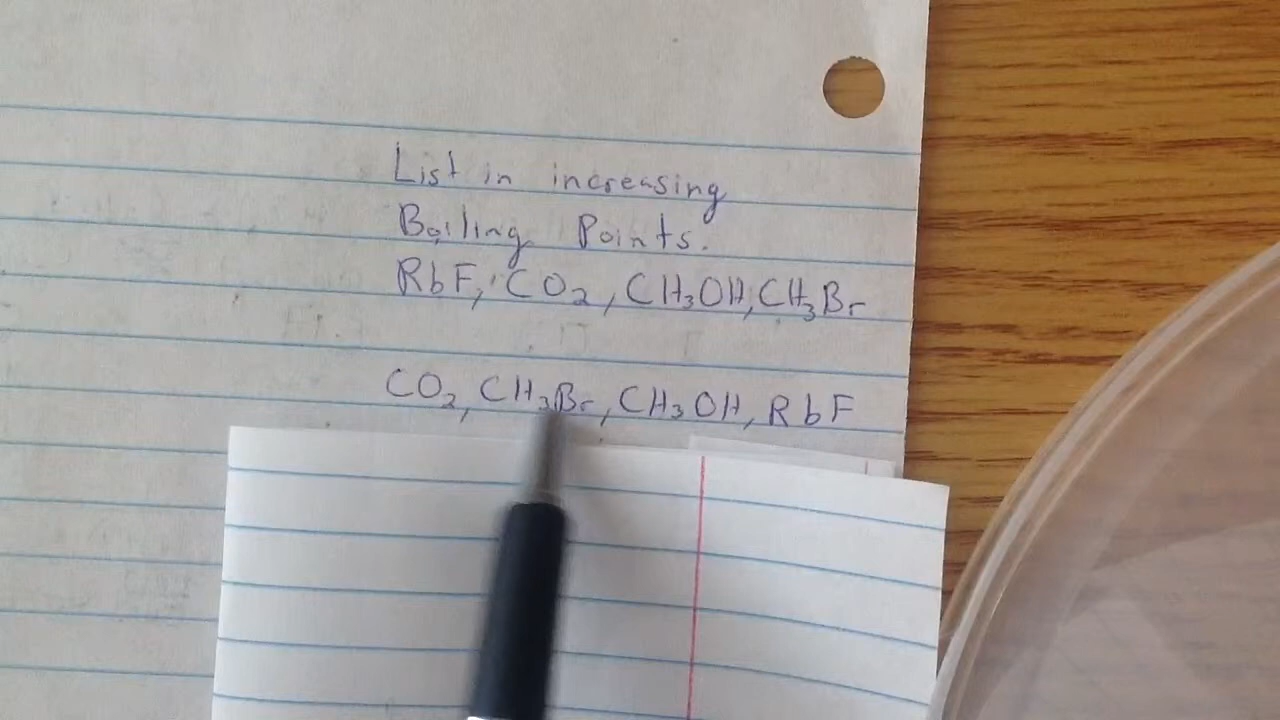 List in increasing
Boiling Points.
RbF, CO₂, CH₃OH, CH₃Br
CO₂, CH₃Br, CH₃OH, RbF